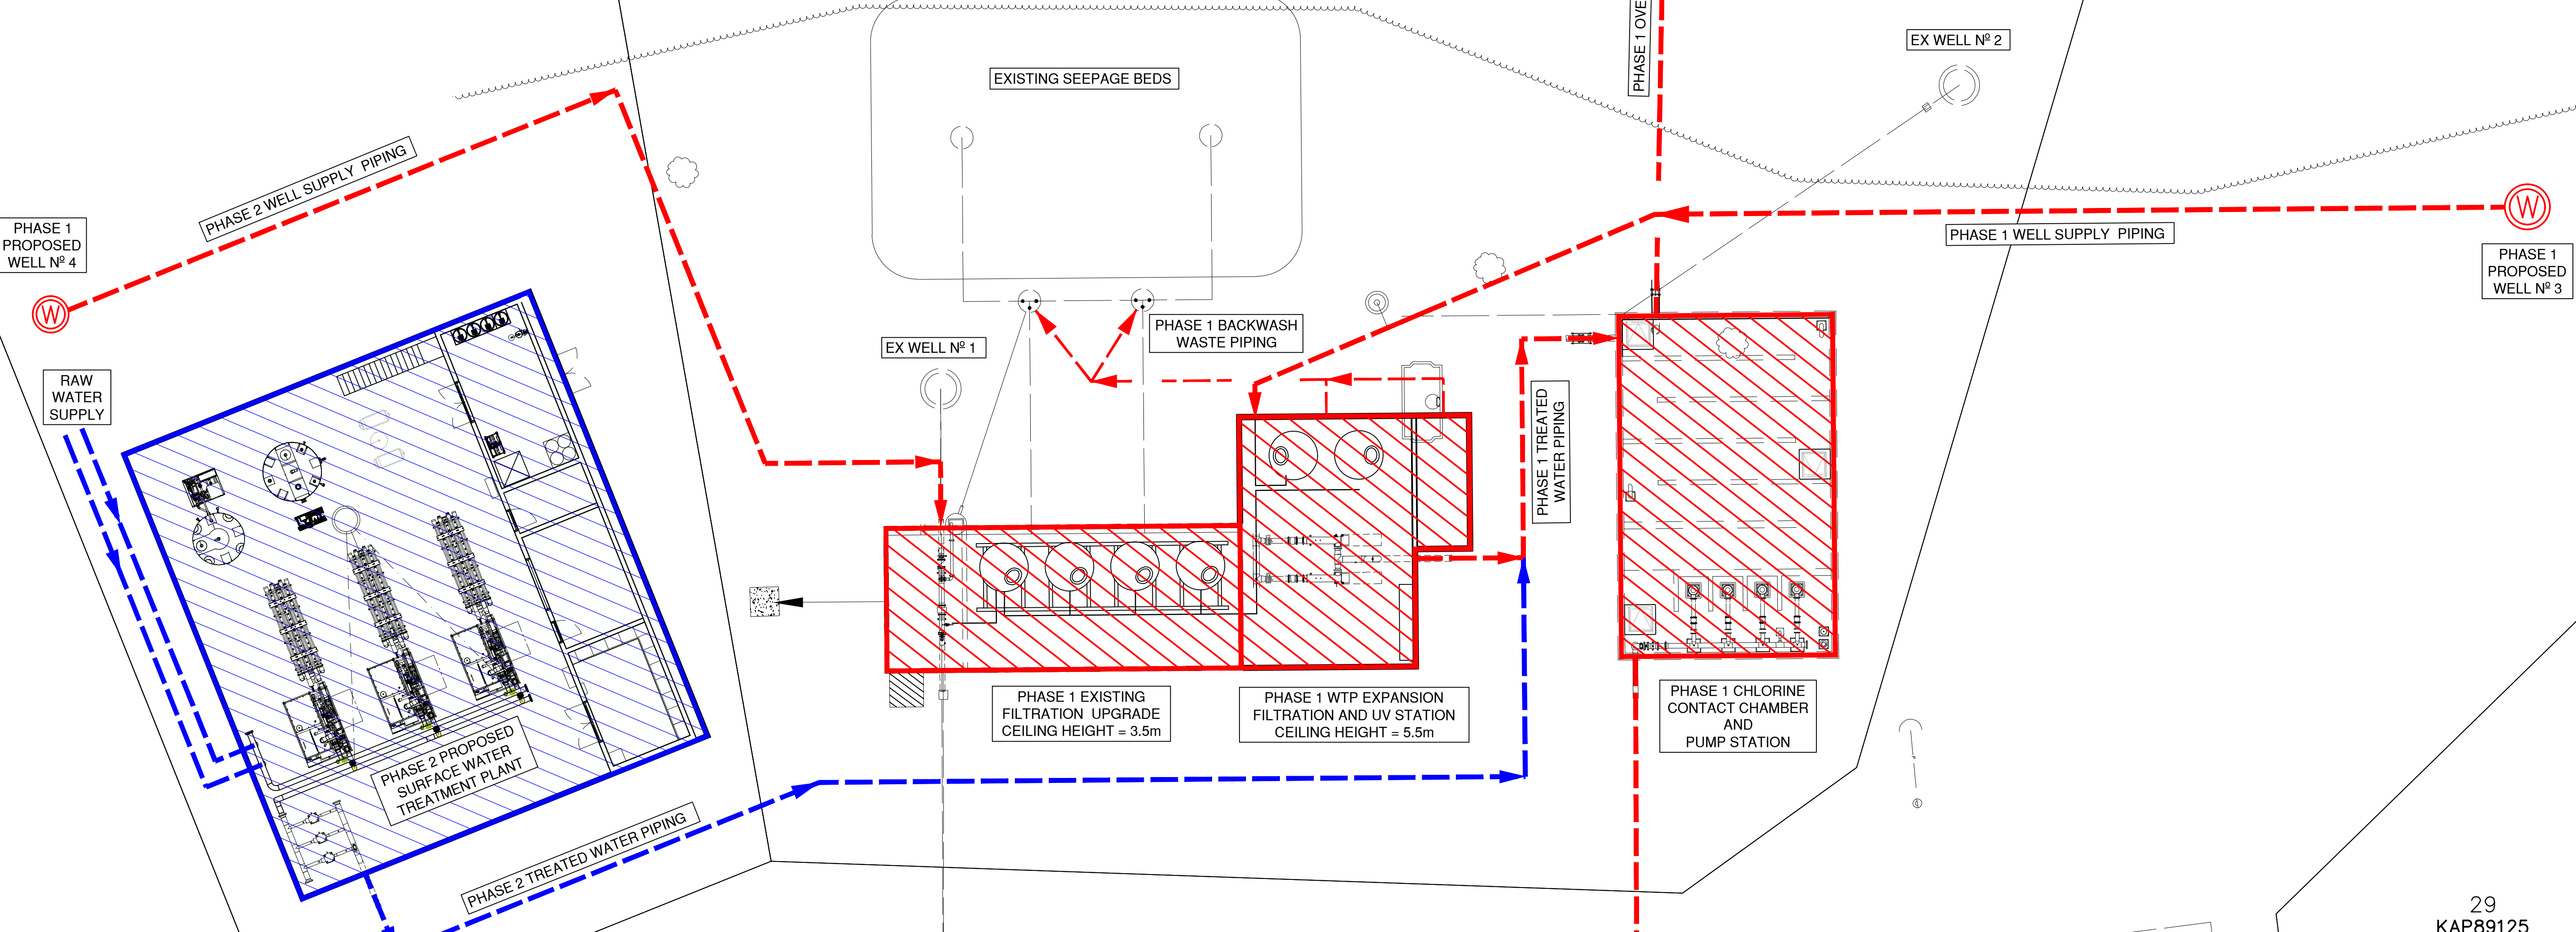 PHASE 1 OVE
EX WELL Nº 2
EXISTING SEEPAGE BEDS
PHASE 2 WELL SUPPLY PIPING
PHASE 1
PROPOSED
WELL Nº 4
W
PHASE 1 WELL SUPPLY PIPING
W
PHASE 1
PROPOSED
WELL Nº 3
PHASE 1 BACKWASH
WASTE PIPING
EX WELL Nº 1
RAW
WATER
SUPPLY
PHASE 1 TREATED
WATER PIPING
PHASE 1 EXISTING
FILTRATION UPGRADE
CEILING HEIGHT = 3.5m
PHASE 1 WTP EXPANSION
FILTRATION AND UV STATION
CEILING HEIGHT = 5.5m
PHASE 1 CHLORINE
CONTACT CHAMBER
AND
PUMP STATION
PHASE 2 PROPOSED
SURFACE WATER
TREATMENT PLANT
PHASE 2 TREATED WATER PIPING
29
KAP89125